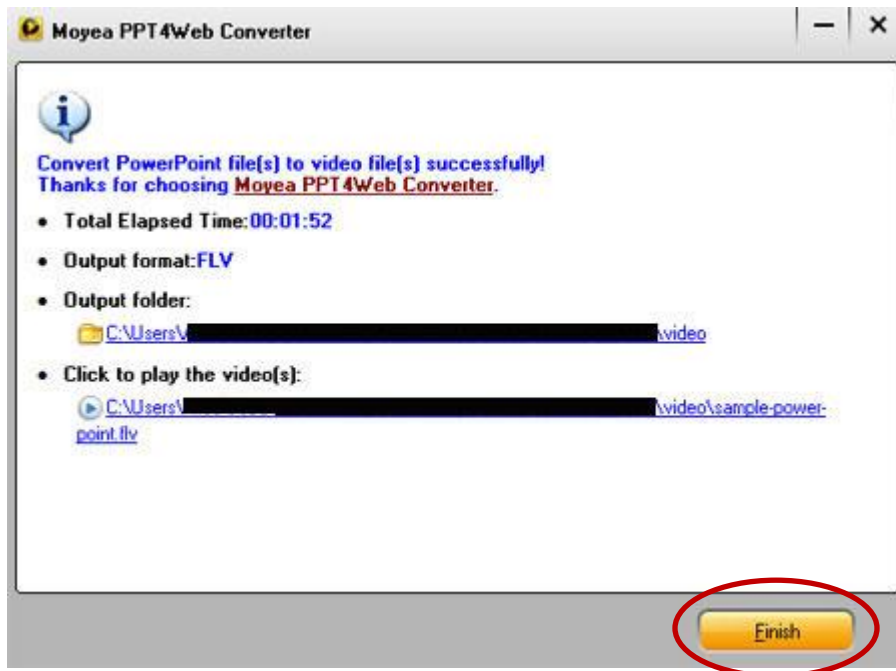 Moyea PPT4Web Converter
Convert PowerPoint file(s) to video file(s) successfully!
Thanks for choosing Moyea PPT4Web Converter.
• Total Elapsed Time:00:01:52
• Output format:FLV
• Output folder:
C:\Users\ \video
• Click to play the video(s):
C:\Users\ \video\sample-power-
point.flv
Finish